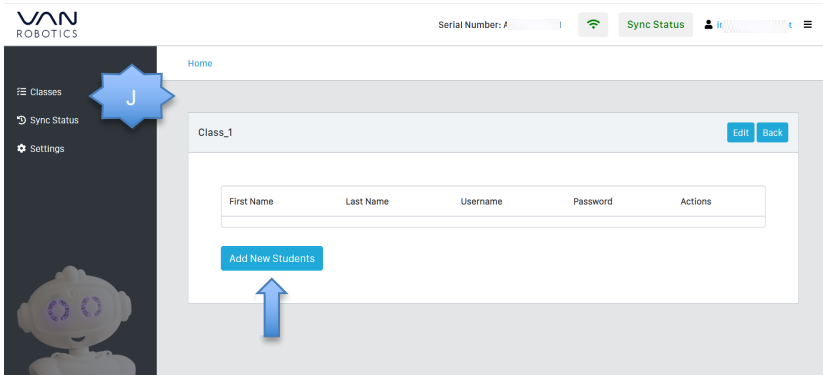 VAN
ROBOTICS
Serial Number: A
Sync Status
Home
Classes
J
Sync Status
Settings
Class_1
Edit Back
First Name Last Name Username Password Actions
Add New Students